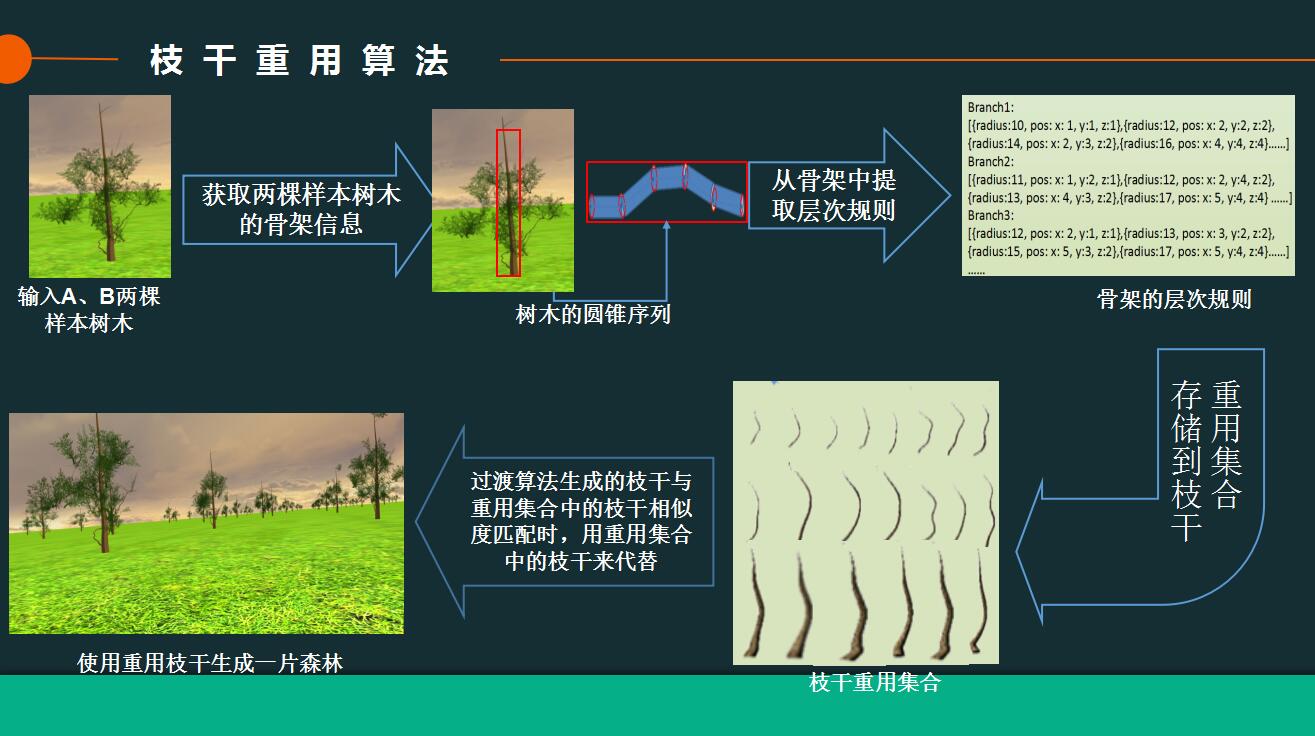 枝干重用算法
获取两棵样本树木
的骨架信息
输入A、B两棵
样本树木
树木的圆锥序列
从骨架中提
取层次规则
Branch1:
[{radius:10, pos: x: 1, y:1, z:1},{radius:12, pos: x: 2, y:2, z:2},
{radius:14, pos: x: 2, y:3, z:2},{radius:16, pos: x: 4, y:4, z:4}......]
Branch2:
[{radius:11, pos: x: 1, y:2, z:1},{radius:12, pos: x: 2, y:4, z:2},
{radius:13, pos: x: 4, y:3, z:2},{radius:17, pos: x: 5, y:4, z:4} ......]
Branch3:
[{radius:12, pos: x: 2, y:1, z:1},{radius:13, pos: x: 3, y:2, z:2},
{radius:15, pos: x: 5, y:3, z:2},{radius:17, pos: x: 5, y:4, z:4}......]
......
骨架的层次规则
存储到枝干
重用集合
枝干重用集合
过渡算法生成的枝干与
重用集合中的枝干相似
度匹配时，用重用集合
中的枝干来代替
使用重用枝干生成一片森林